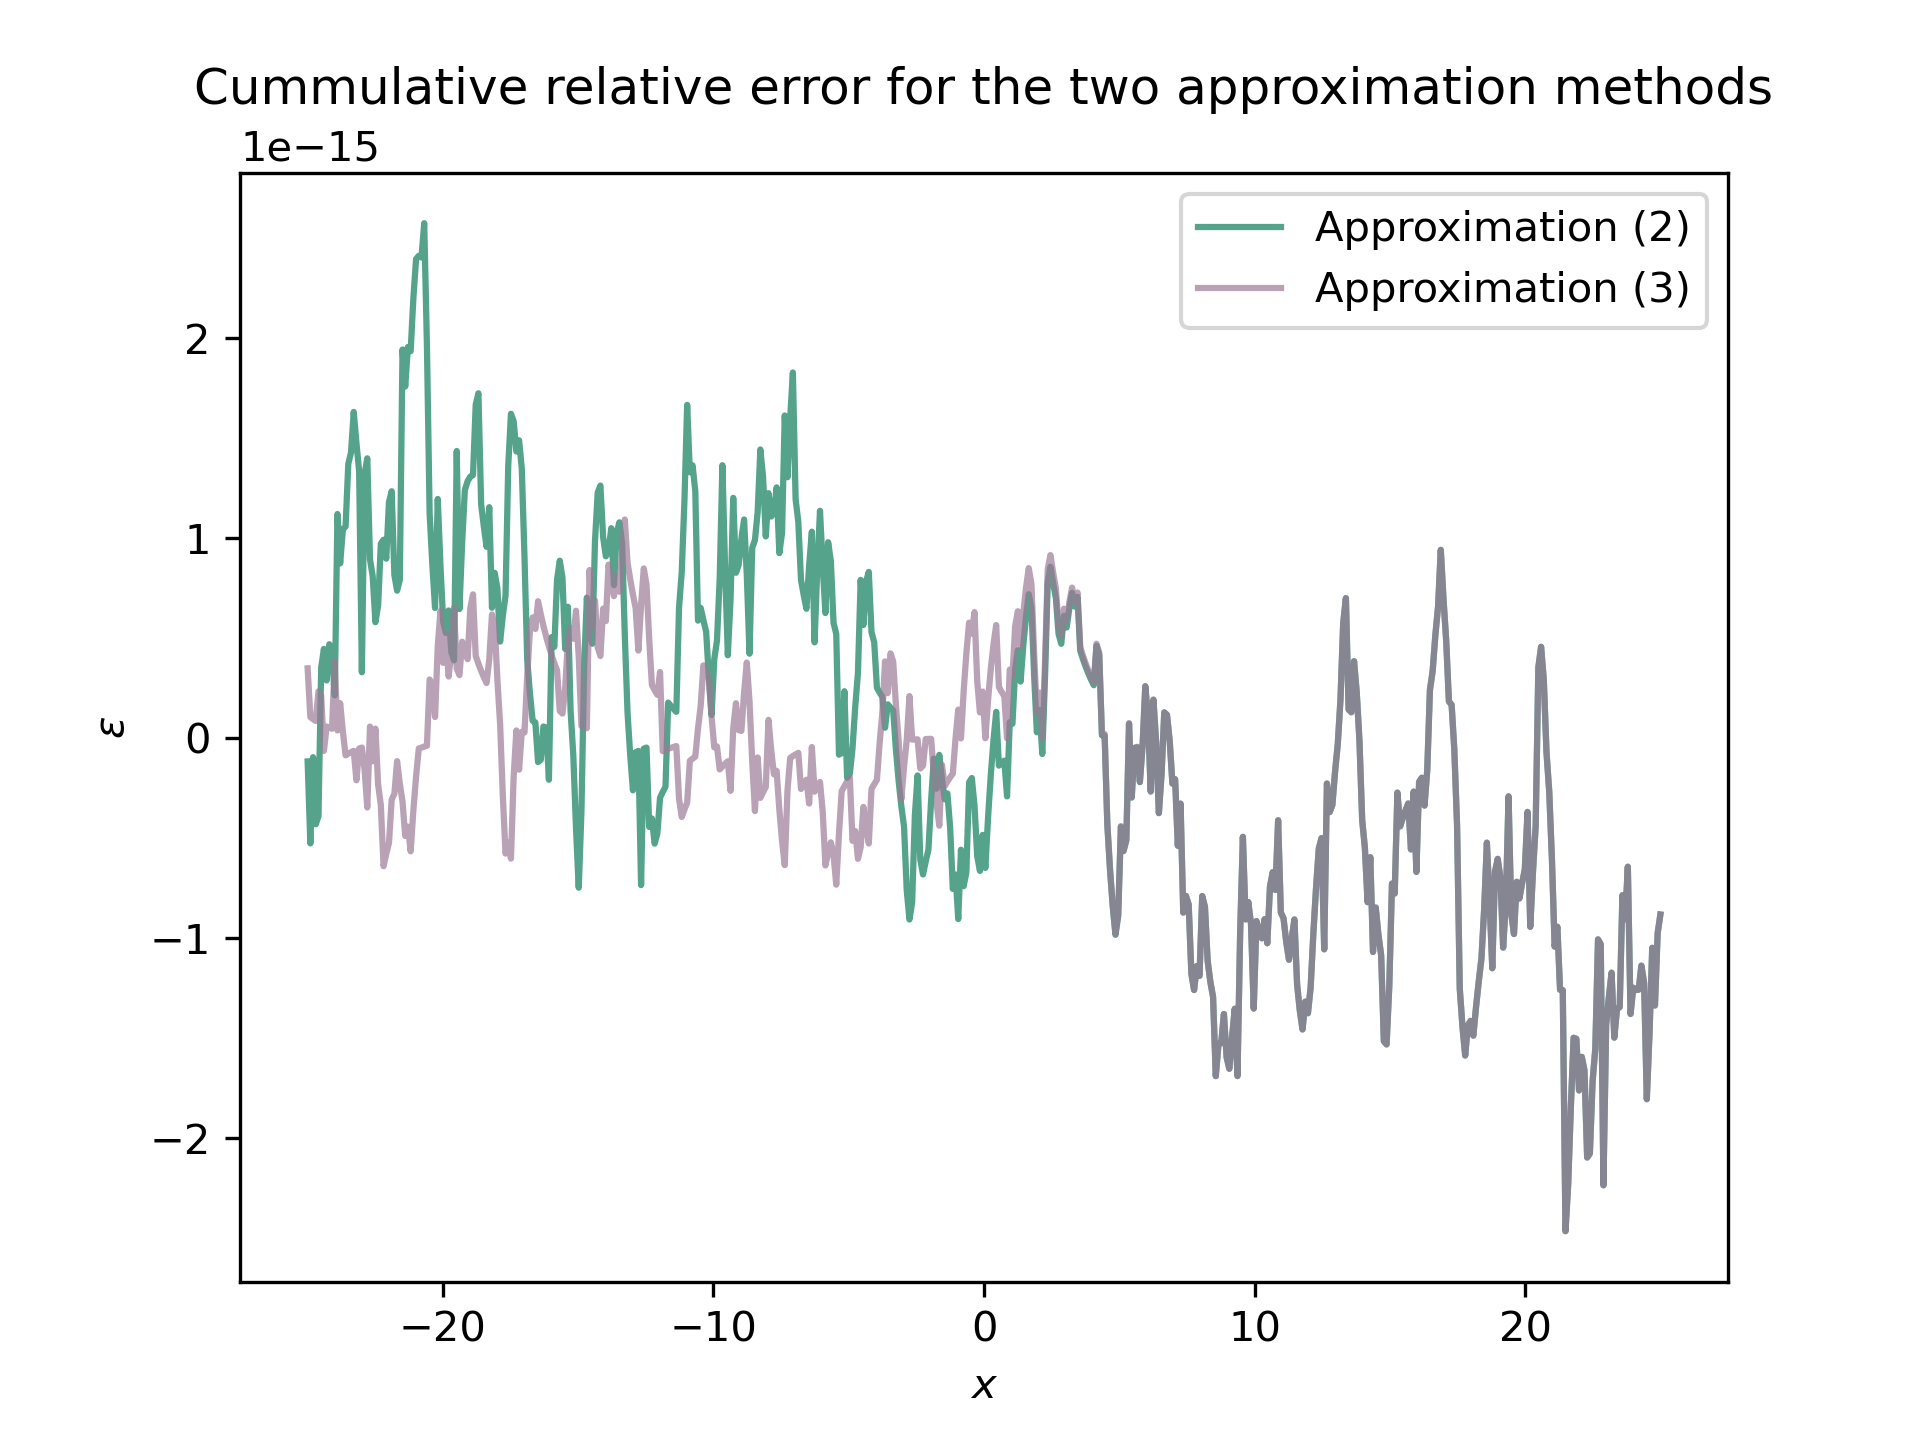 Cummulative relative error for the two approximation methods
1e−15
Approximation (2)
Approximation (3)
2
1
0
−1
−2
ε
−20
−10
0
10
20
x